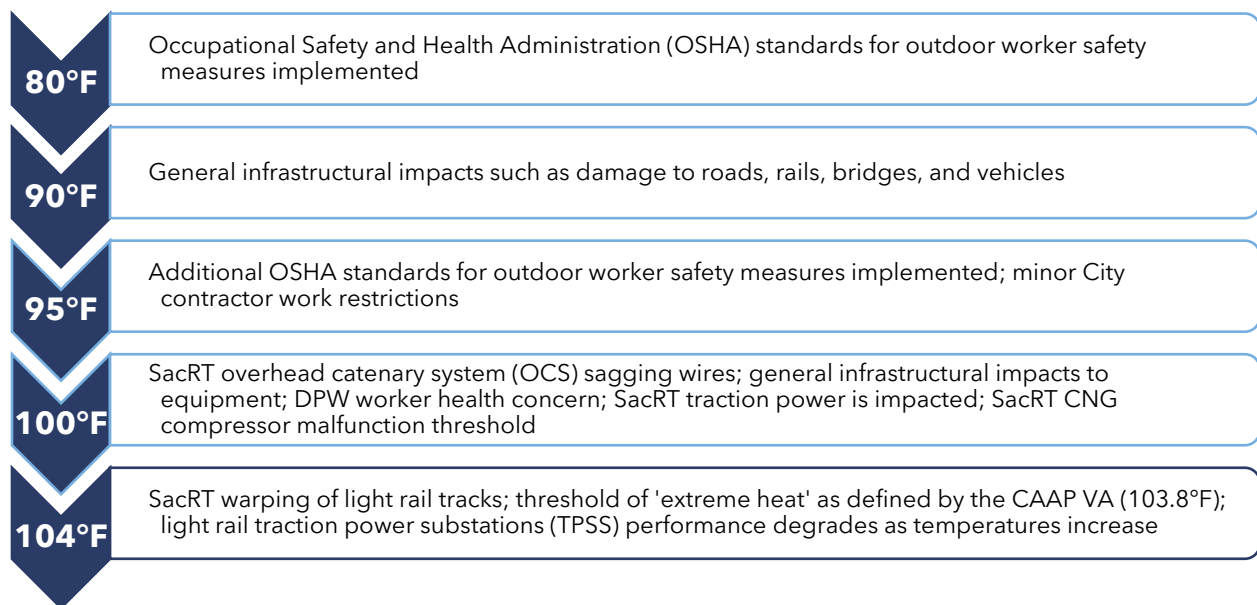 80°F
Occupational Safety and Health Administration (OSHA) standards for outdoor worker safety
measures implemented
90°F
General infrastructural impacts such as damage to roads, rails, bridges, and vehicles
95°F
Additional OSHA standards for outdoor worker safety measures implemented; minor City
contractor work restrictions
100°F
SacRT overhead catenary system (OCS) sagging wires; general infrastructural impacts to
equipment; DPW worker health concern; SacRT traction power is impacted; SacRT CNG
compressor malfunction threshold
104°F
SacRT warping of light rail tracks; threshold of 'extreme heat' as defined by the CAAP VA (103.8°F);
light rail traction power substations (TPSS) performance degrades as temperatures increase